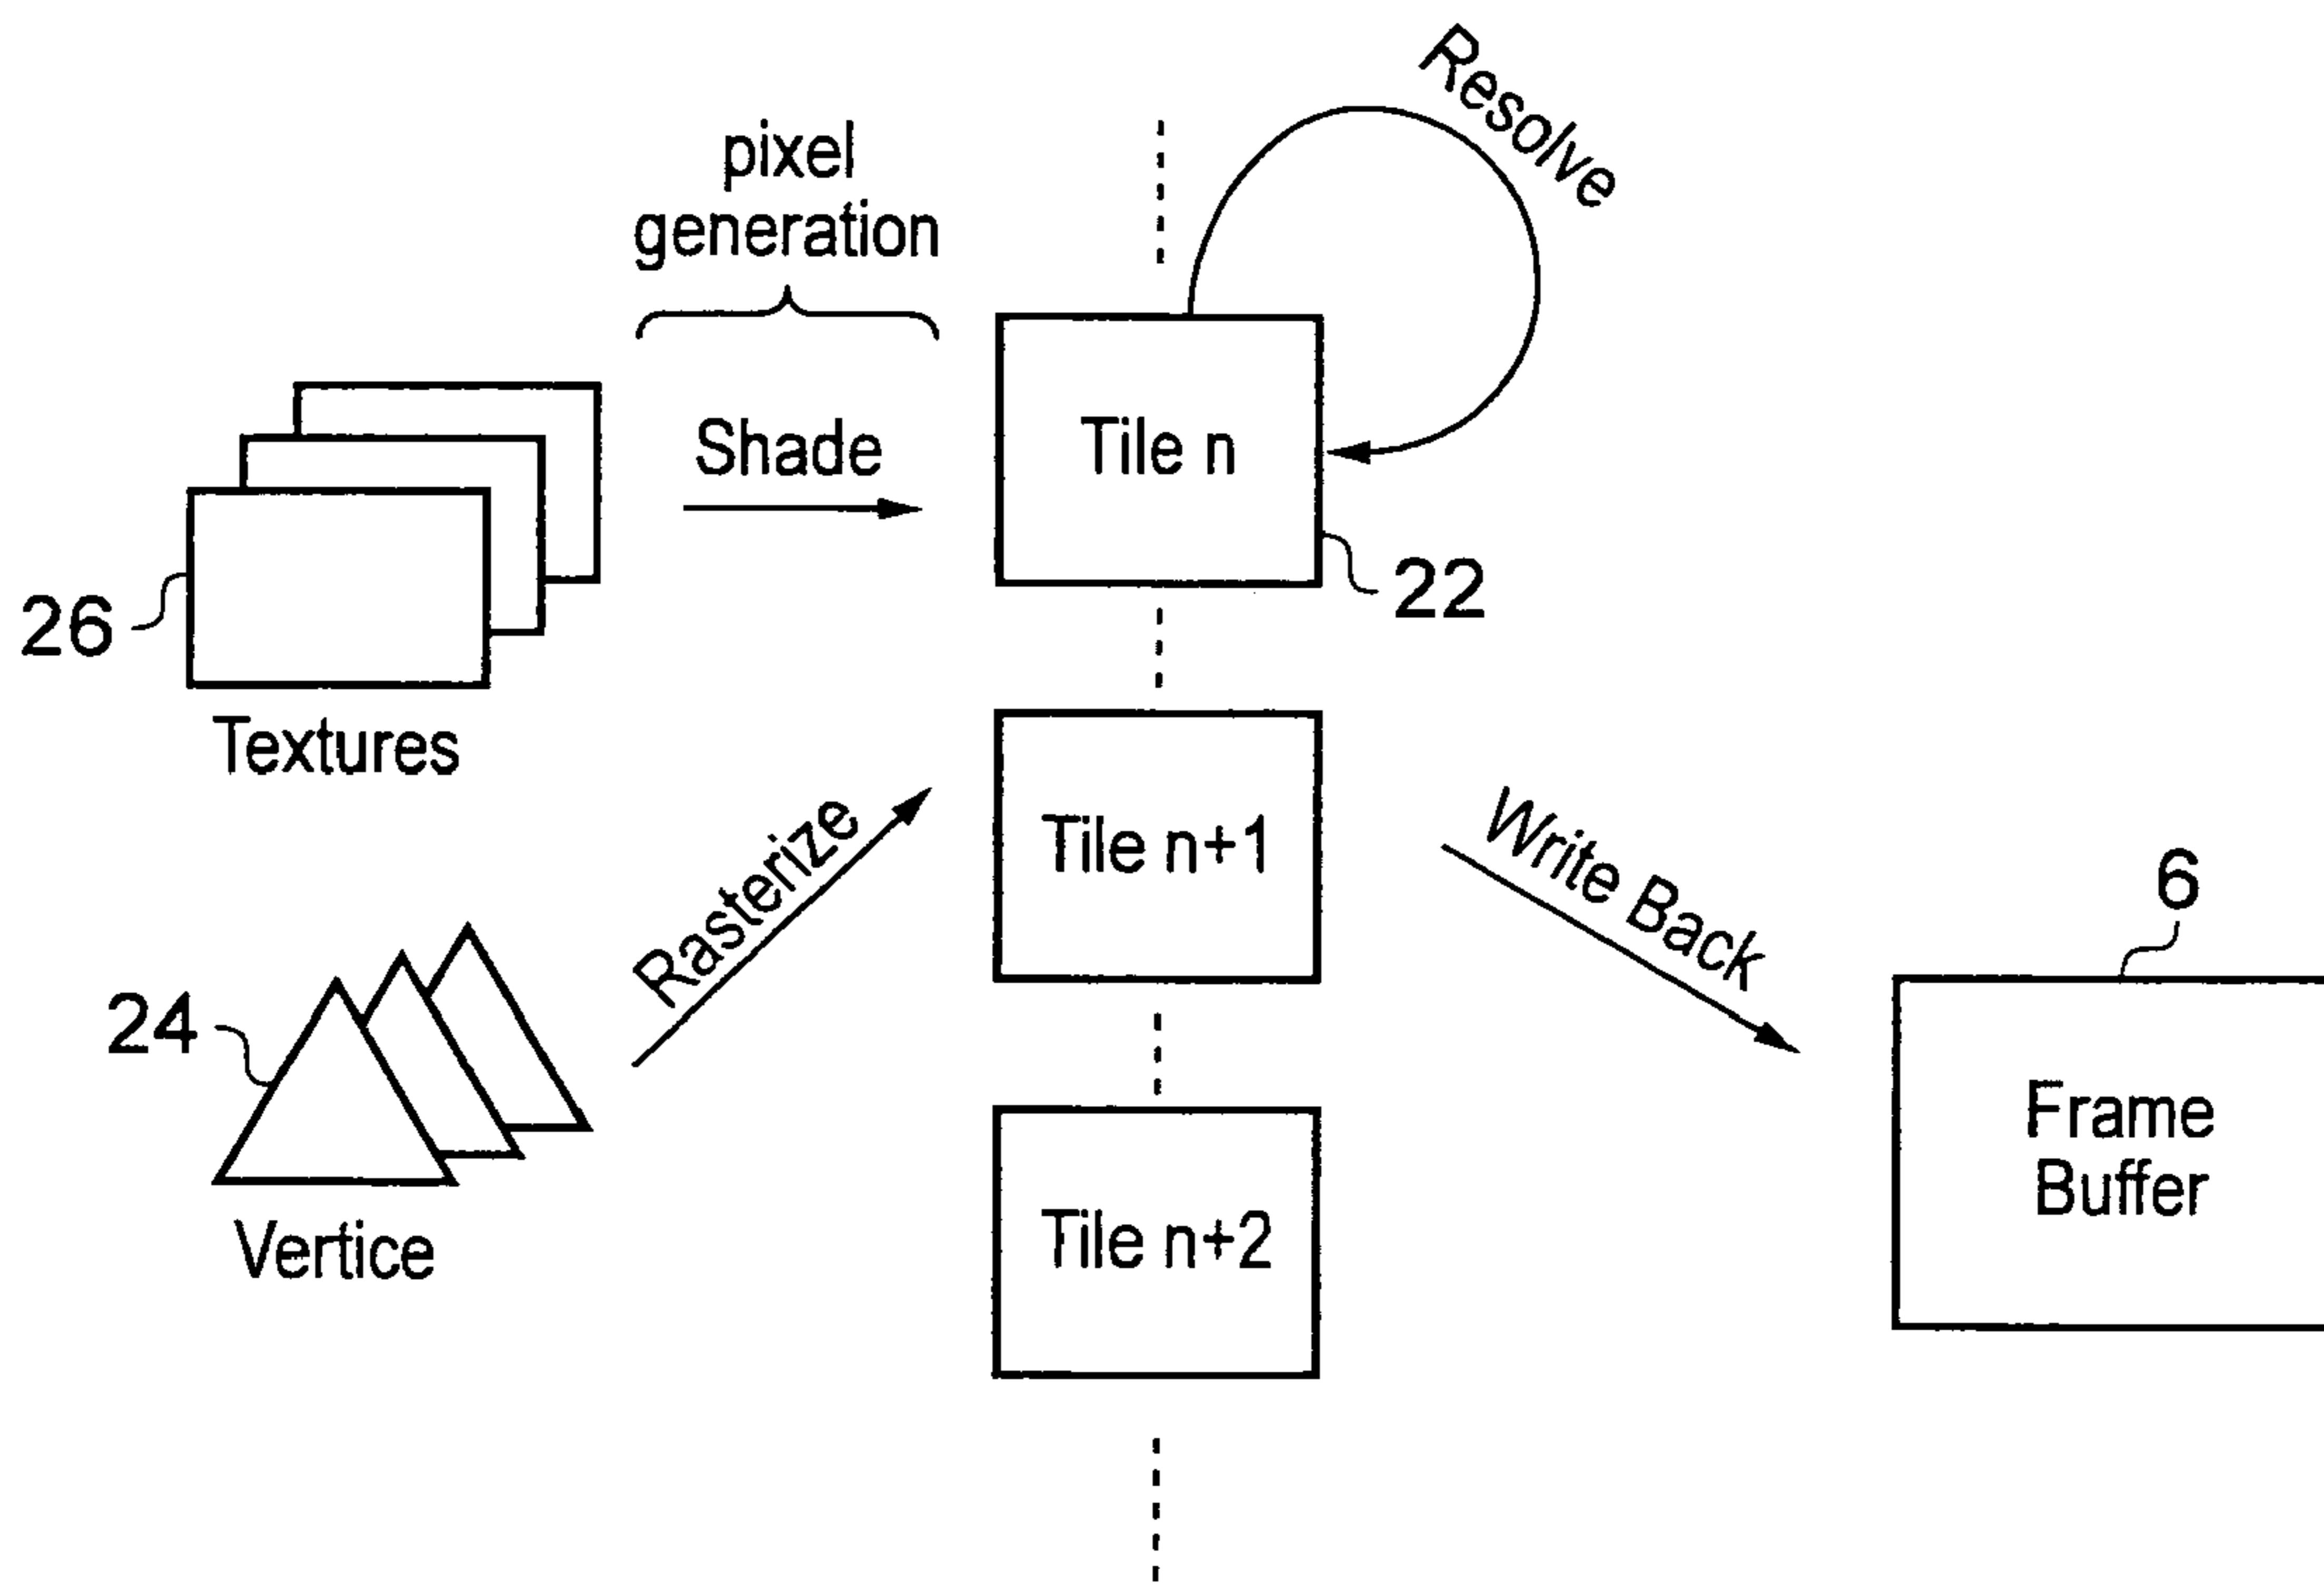 Resolve
pixel
generation
Shade
Tile n
22
26
Textures
Rasterize
Tile n+1
Write Back
6
24
Vertice
Tile n+2
Frame
Buffer